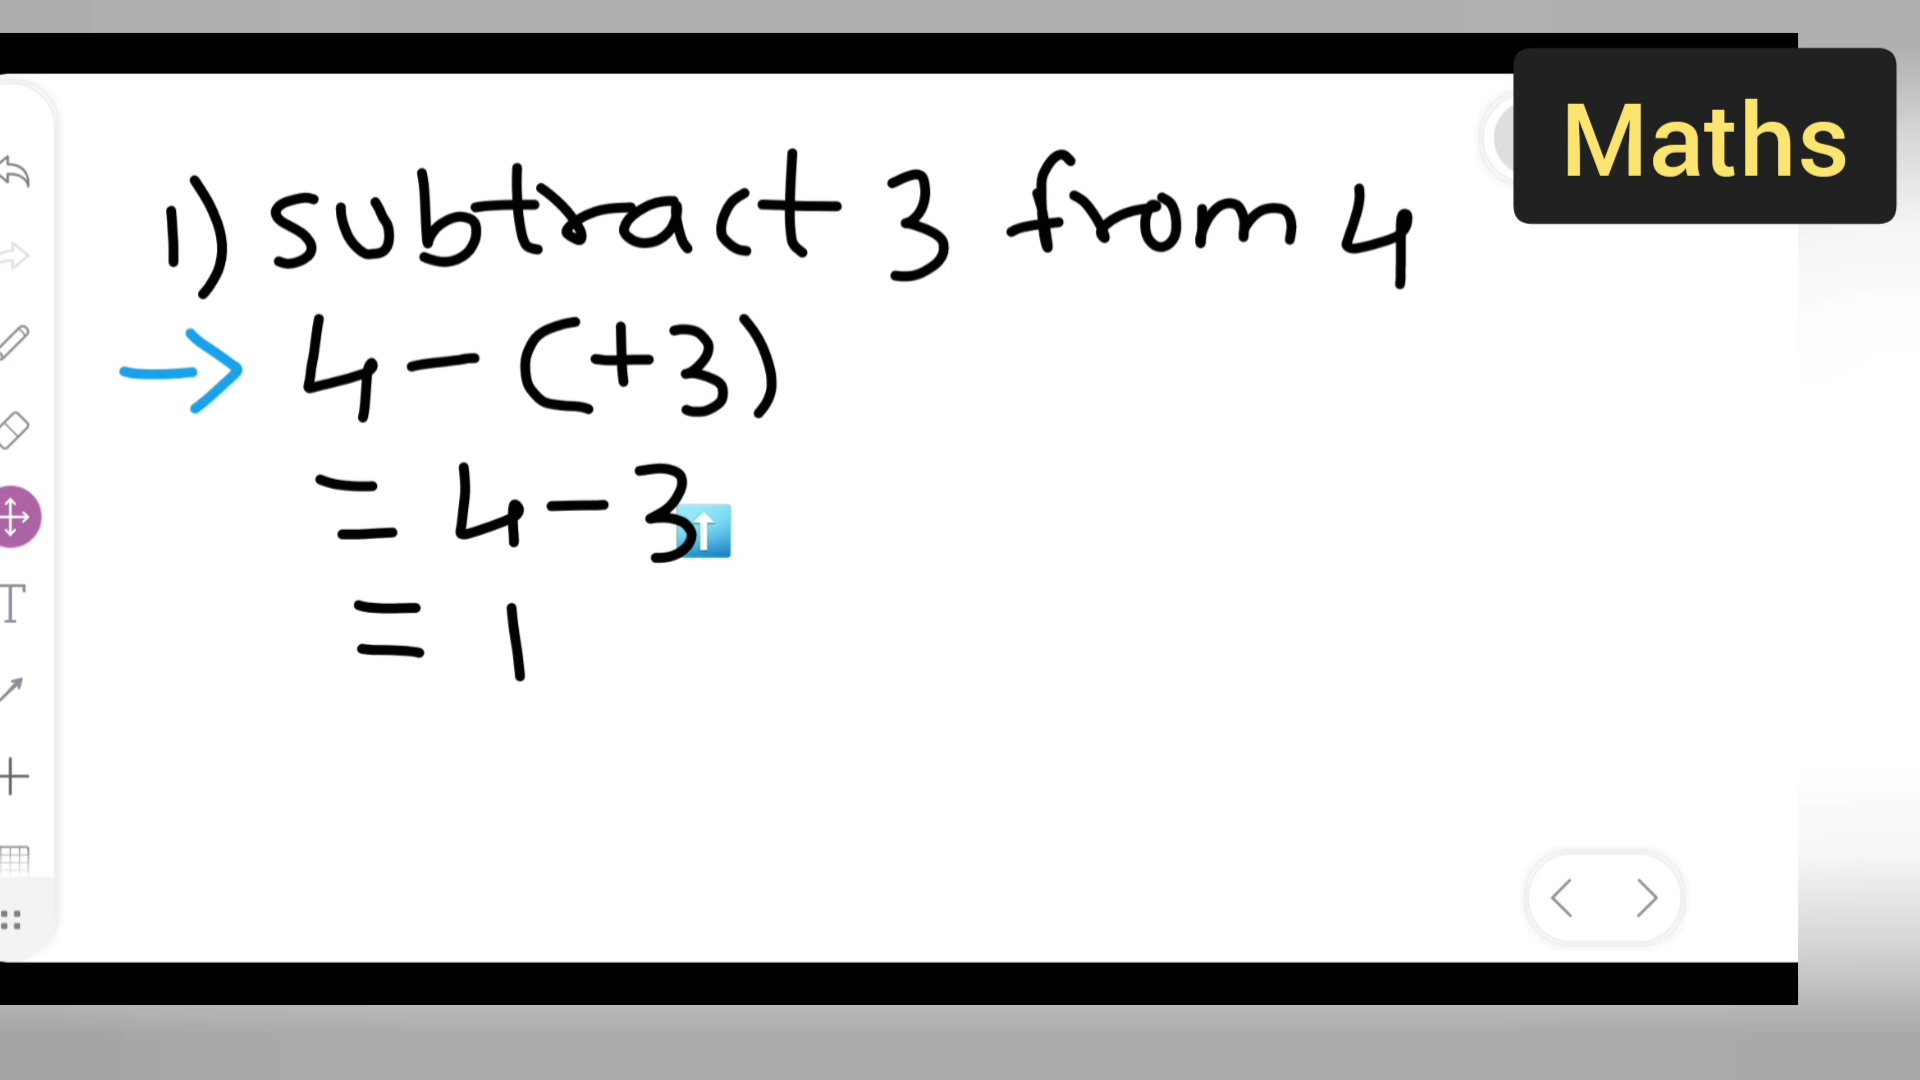 Maths
1) subtract 3 from 4
→ 4 - (+3)
= 4 - 3
= 1